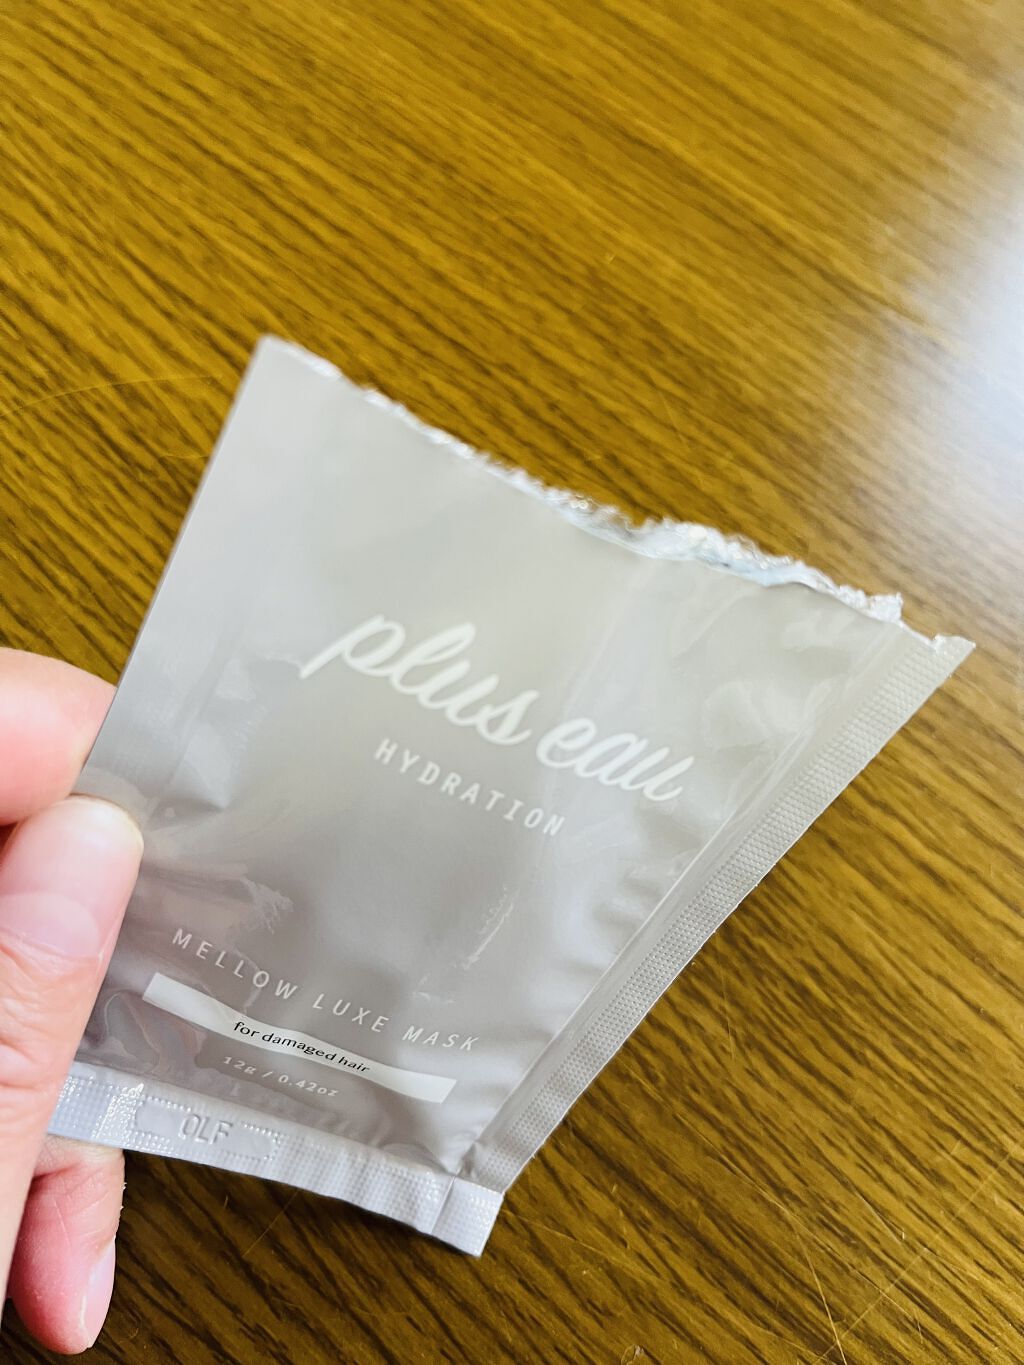 plus eau
HYDRATION
MELLOW LUXE MASK
for damaged hair
12g / 0.42oz
OLF